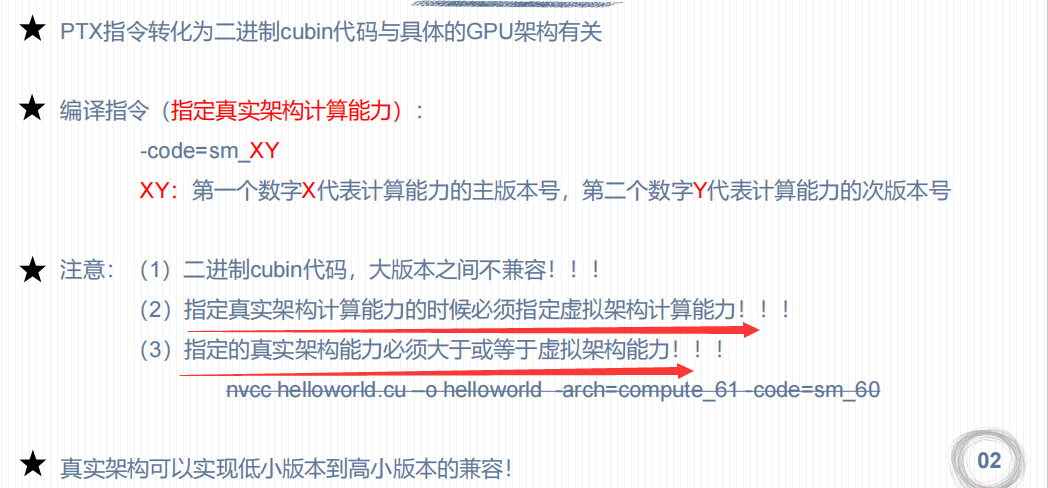 ★ PTX指令转化为二进制cubin代码与具体的GPU架构有关
★ 编译指令（指定真实架构计算能力）：
-code=sm_XY
XY：第一个数字X代表计算能力的主版本号，第二个数字Y代表计算能力的次版本号
★ 注意：（1）二进制cubin代码，大版本之间不兼容！！！
（2）指定真实架构计算能力的时候必须指定虚拟架构计算能力！！！
（3）指定的真实架构能力必须大于或等于虚拟架构能力！！！
nvcc helloworld.cu –o helloworld -arch=compute_61 -code=sm_60
★ 真实架构可以实现低小版本到高小版本的兼容！
02